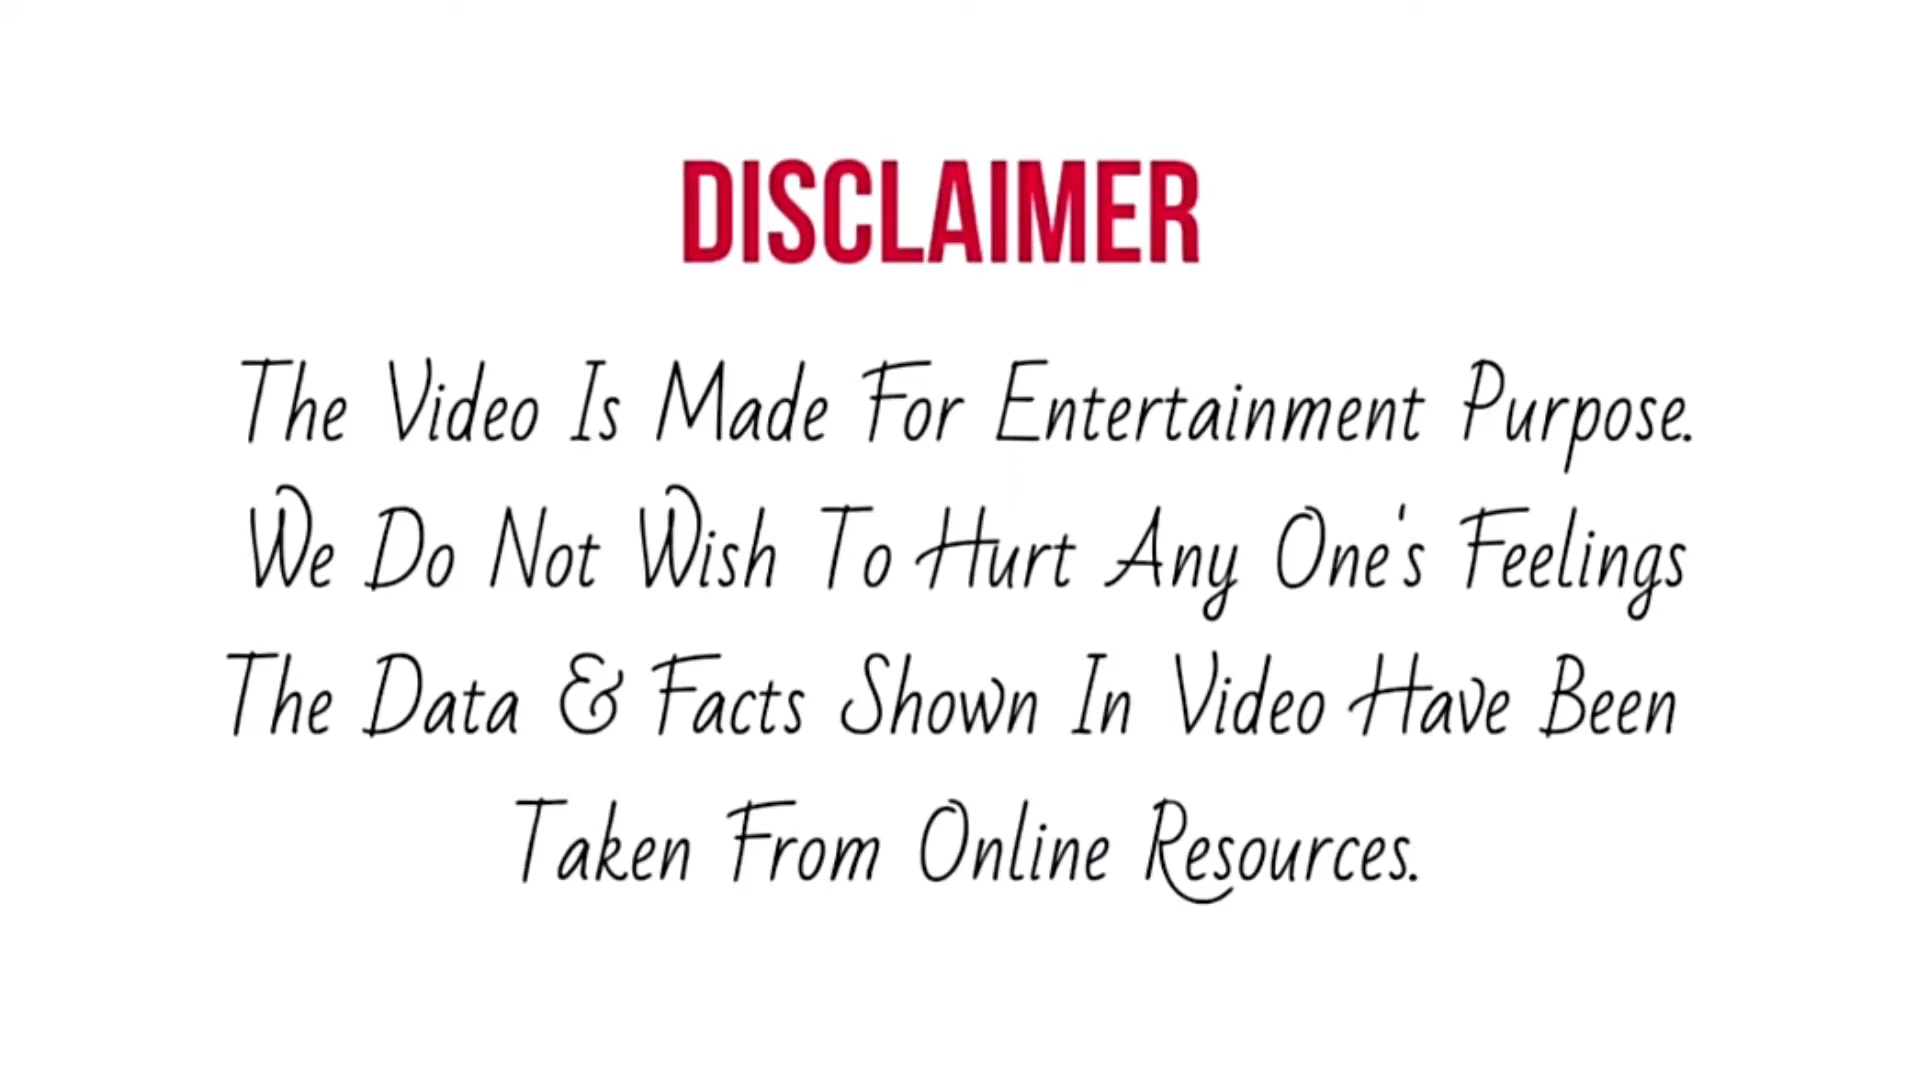 DISCLAIMER
The Video Is Made For Entertainment Purpose.
We Do Not Wish To Hurt Any One's Feelings
The Data & Facts Shown In Video Have Been
Taken From Online Resources.